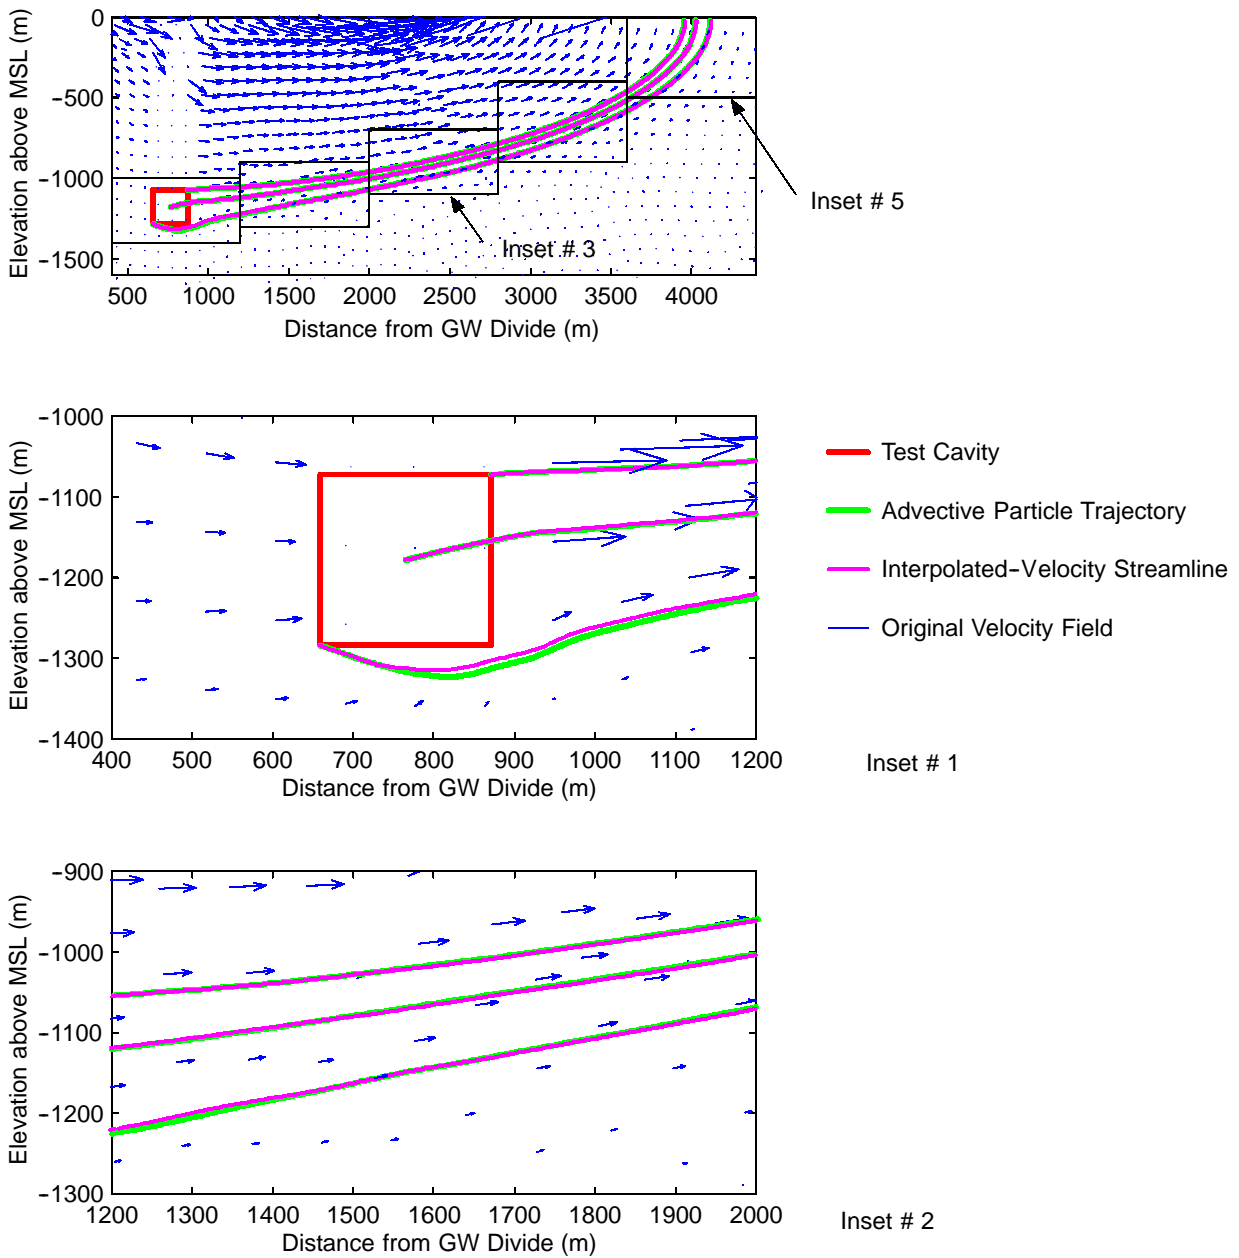 Elevation above MSL (m)
0
−500
−1000
−1500
500 1000 1500 2000 2500 3000 3500 4000
Distance from GW Divide (m)
Inset # 3
Inset # 5
Elevation above MSL (m)
−1000
−1100
−1200
−1300
−1400
400 500 600 700 800 900 1000 1100 1200
Distance from GW Divide (m)
Test Cavity
Advective Particle Trajectory
Interpolated−Velocity Streamline
Original Velocity Field
Inset # 1
Elevation above MSL (m)
−900
−1000
−1100
−1200
−1300
1200 1300 1400 1500 1600 1700 1800 1900 2000
Distance from GW Divide (m)
Inset # 2